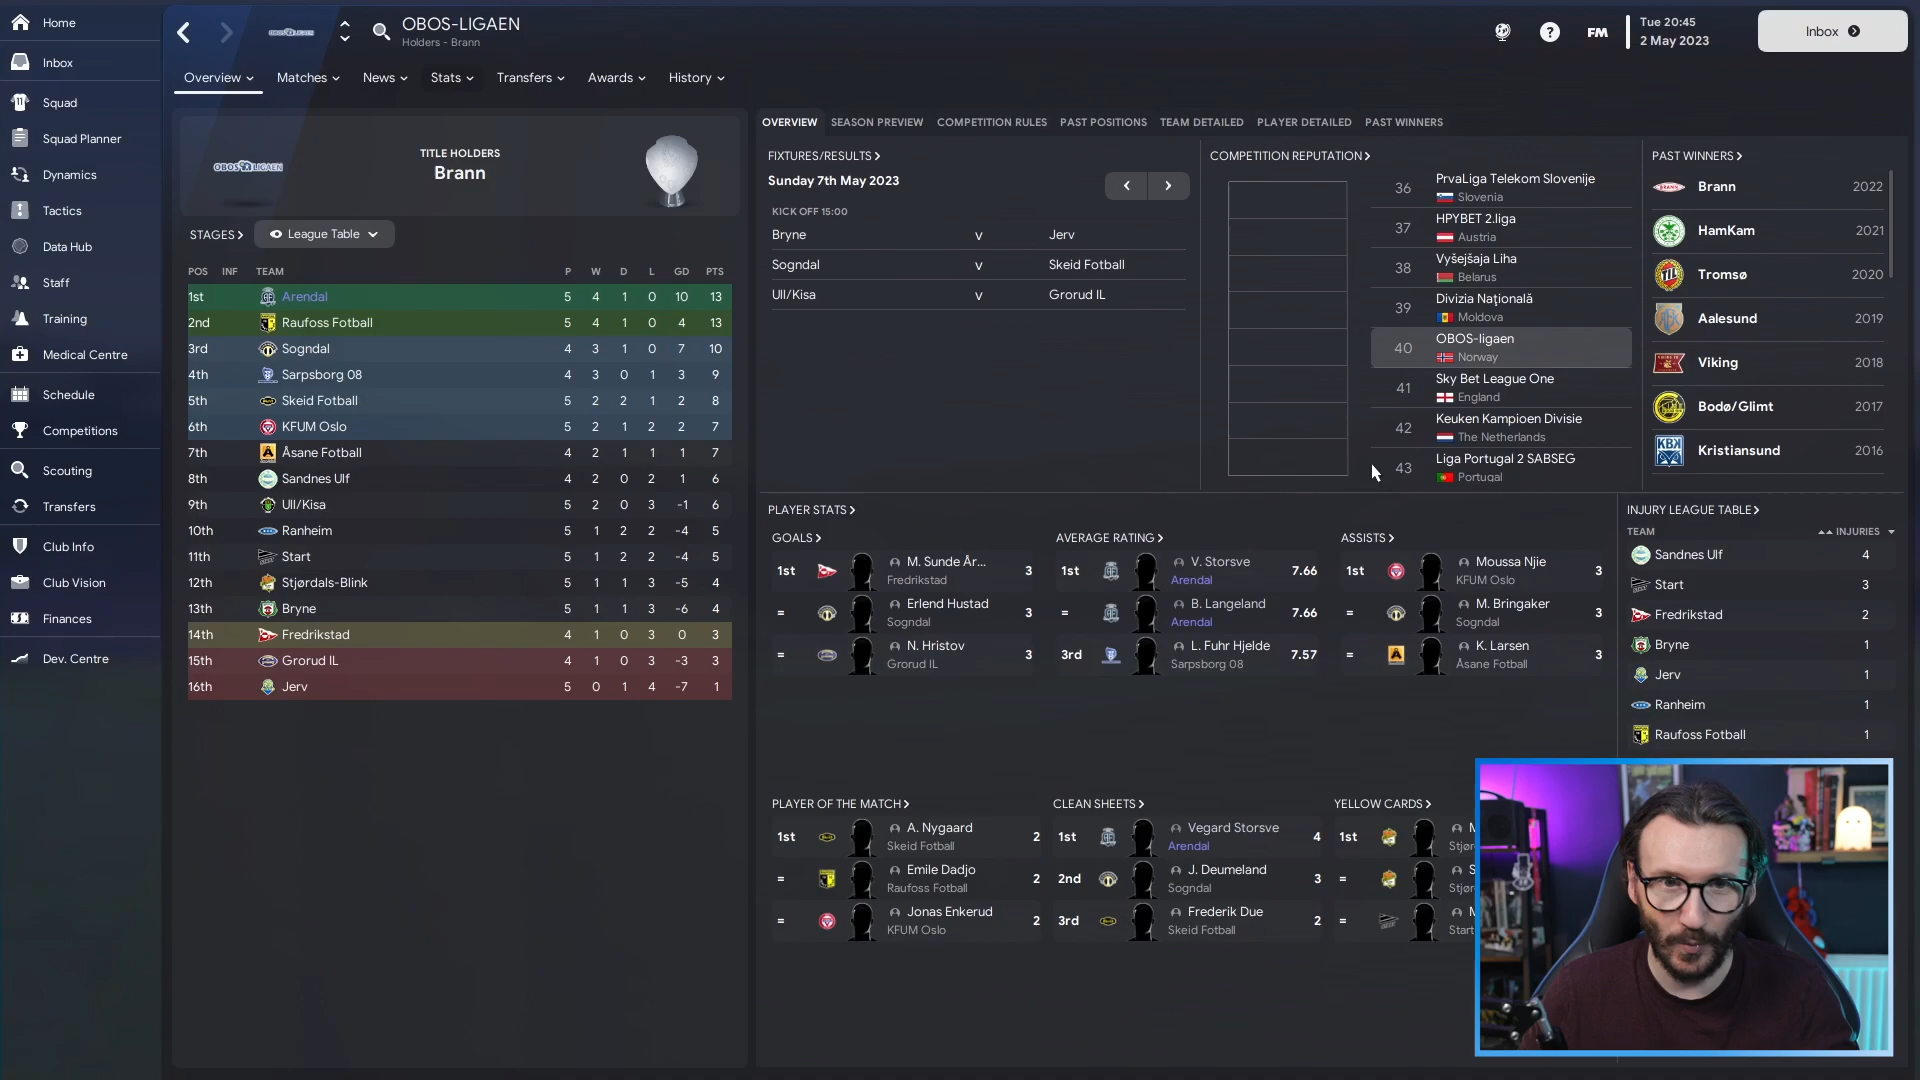 Home
Inbox
Squad
Squad Planner
Dynamics
Tactics
Data Hub
Staff
Training
Medical Centre
Schedule
Competitions
Scouting
Transfers
Club Info
Club Vision
Finances
Dev. Centre
OBOS-LIGAEN
Holders - Brann
FM
Tue 20:45
2 May 2023
Inbox
Overview Matches News Stats Transfers Awards History
OBOS LIGAEN
TITLE HOLDERS
Brann
STAGES League Table
POS INF TEAM P W D L GD PTS
1st Arendal 5 4 1 0 10 13
2nd Raufoss Fotball 5 4 1 0 4 13
3rd Sogndal 4 3 1 0 7 10
4th Sarpsborg 08 4 3 0 1 3 9
5th Skeid Fotball 5 2 2 1 2 8
6th KFUM Oslo 5 2 1 2 2 7
7th Åsane Fotball 4 2 1 1 1 7
8th Sandnes Ulf 4 2 0 2 1 6
9th Ull/Kisa 5 2 0 3 -1 6
10th Ranheim 5 1 2 2 -4 5
11th Start 5 1 2 2 -4 5
12th Stjørdals-Blink 5 1 1 3 -5 4
13th Bryne 5 1 1 3 -6 4
14th Fredrikstad 4 1 0 3 0 3
15th Grorud IL 4 1 0 3 -3 3
16th Jerv 5 0 1 4 -7 1
OVERVIEW SEASON PREVIEW COMPETITION RULES PAST POSITIONS TEAM DETAILED PLAYER DETAILED PAST WINNERS
FIXTURES/RESULTS
Sunday 7th May 2023
KICK OFF 15:00
Bryne v Jerv
Sogndal v Skeid Fotball
Ull/Kisa v Grorud IL
COMPETITION REPUTATION
36 PrvaLiga Telekom Slovenije
Slovenia
37 HPYBET 2.liga
Austria
38 Vyšejšaja Liha
Belarus
39 Divizia Naţională
Moldova
40 OBOS-ligaen
Norway
41 Sky Bet League One
England
42 Keuken Kampioen Divisie
The Netherlands
43 Liga Portugal 2 SABSEG
Portugal
PAST WINNERS
Brann 2022
HamKam 2021
Tromsø 2020
Aalesund 2019
Viking 2018
Bodø/Glimt 2017
Kristiansund 2016
PLAYER STATS
GOALS
1st M. Sunde År... 3
Fredrikstad
= Erlend Hustad 3
Sogndal
= N. Hristov 3
Grorud IL
AVERAGE RATING
1st V. Storsve 7.66
Arendal
= B. Langeland 7.66
Arendal
3rd L. Fuhr Hjelde 7.57
Sarpsborg 08
ASSISTS
1st Moussa Njie 3
KFUM Oslo
= M. Bringaker 3
Sogndal
= K. Larsen 3
Åsane Fotball
INJURY LEAGUE TABLE
TEAM INJURIES
Sandnes Ulf 4
Start 3
Fredrikstad 2
Bryne 1
Jerv 1
Ranheim 1
Raufoss Fotball 1
PLAYER OF THE MATCH
1st A. Nygaard 2
Skeid Fotball
= Emile Dadjo 2
Raufoss Fotball
= Jonas Enkerud 2
KFUM Oslo
CLEAN SHEETS
1st Vegard Storsve 4
Arendal
2nd J. Deumeland 3
Sogndal
3rd Frederik Due 2
Skeid Fotball
YELLOW CARDS
1st
=
=
Start